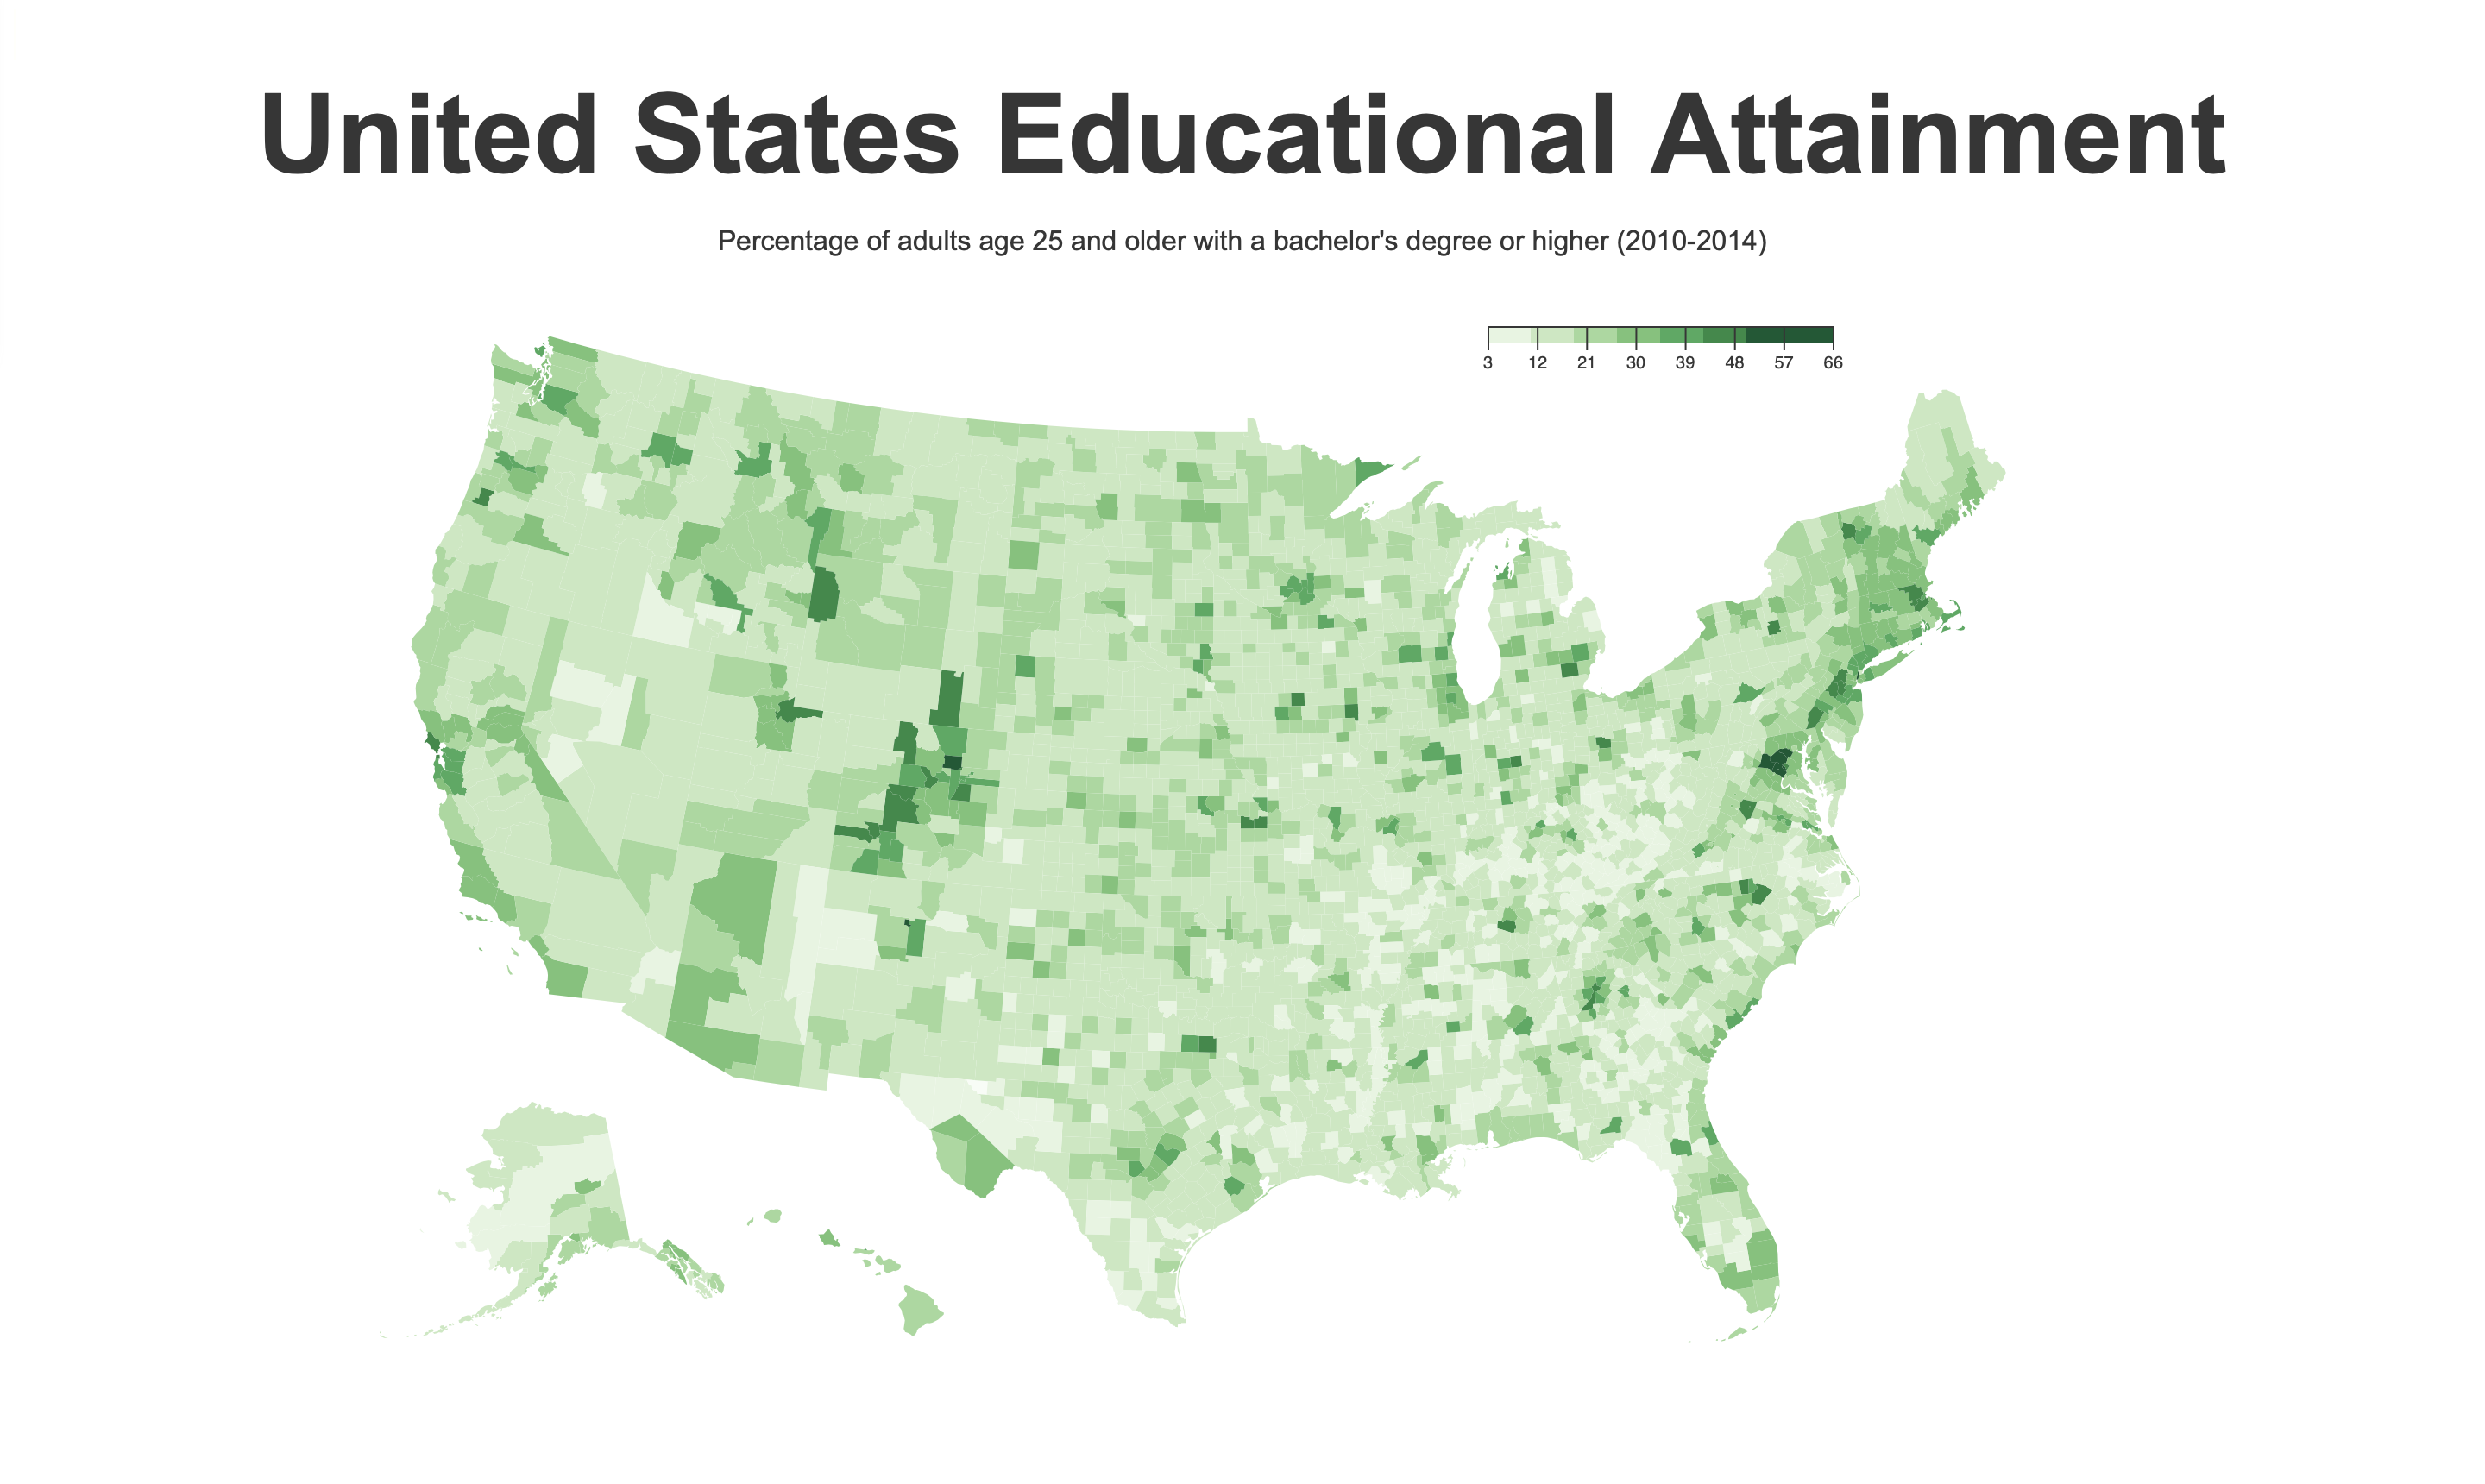 United States Educational Attainment
Percentage of adults age 25 and older with a bachelor's degree or higher (2010-2014)
3 12 21 30 39 48 57 66